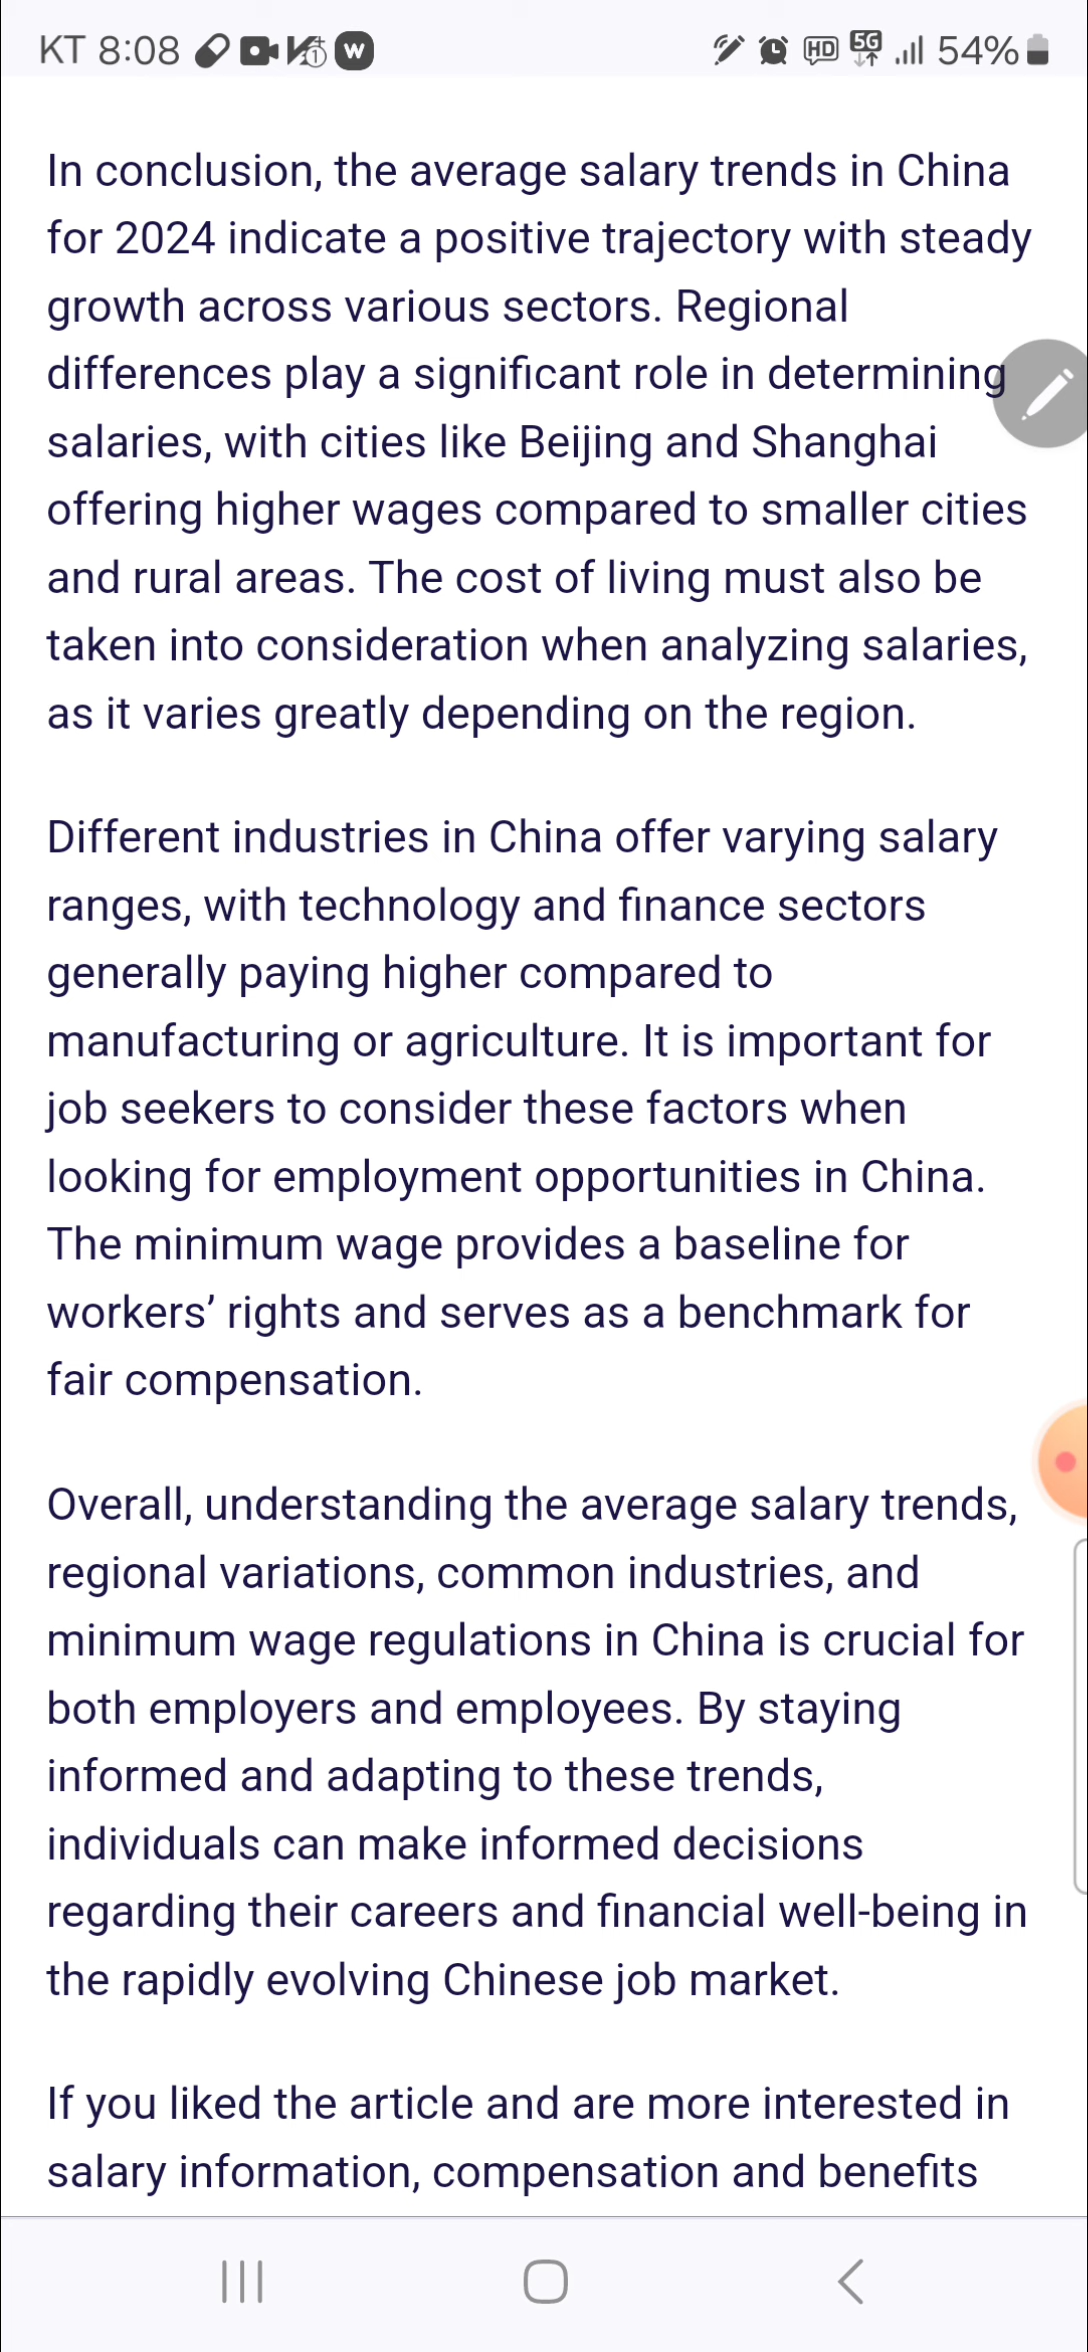 KT 8:08
W
HD
5G
54%
In conclusion, the average salary trends in China
for 2024 indicate a positive trajectory with steady
growth across various sectors. Regional
differences play a significant role in determining
salaries, with cities like Beijing and Shanghai
offering higher wages compared to smaller cities
and rural areas. The cost of living must also be
taken into consideration when analyzing salaries,
as it varies greatly depending on the region.
Different industries in China offer varying salary
ranges, with technology and finance sectors
generally paying higher compared to
manufacturing or agriculture. It is important for
job seekers to consider these factors when
looking for employment opportunities in China.
The minimum wage provides a baseline for
workers’ rights and serves as a benchmark for
fair compensation.
Overall, understanding the average salary trends,
regional variations, common industries, and
minimum wage regulations in China is crucial for
both employers and employees. By staying
informed and adapting to these trends,
individuals can make informed decisions
regarding their careers and financial well-being in
the rapidly evolving Chinese job market.
If you liked the article and are more interested in
salary information, compensation and benefits